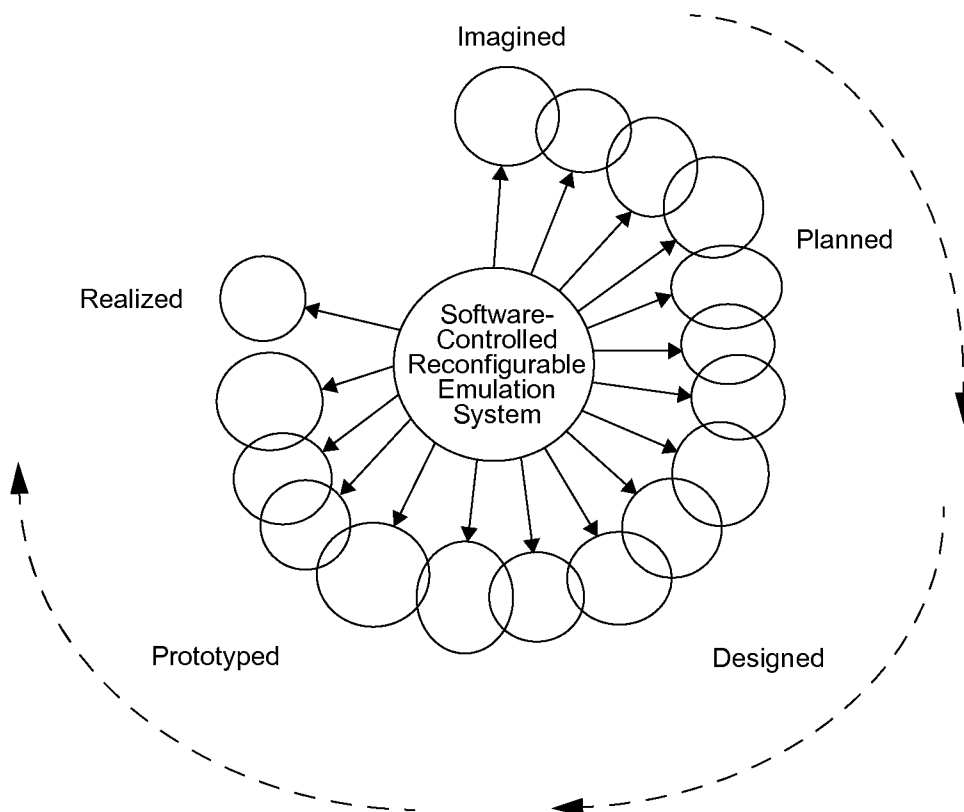 Imagined
Planned
Realized
Software-
Controlled
Reconfigurable
Emulation
System
Prototyped
Designed